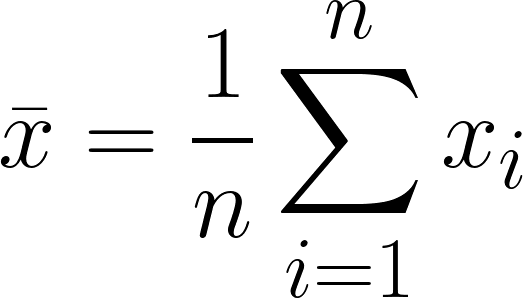 x̄ = 1/n ∑_{i=1}^{n} x_i